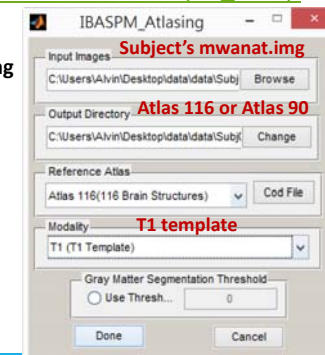 IBASPM_Atlasing
Input Images
Subject's mwanat.img
ng
C:\Users\Alvin\Desktop\data\data\Subj
Browse
Output Directory
Atlas 116 or Atlas 90
C:\Users\Alvin\Desktop\data\data\Subj(
Change
Reference Atlas
Atlas 116(116 Brain Structures)
Cod File
Modality
T1 template
T1 (T1 Template)
Gray Matter Segmentation Threshold
Use Thresh...
0
Done
Cancel